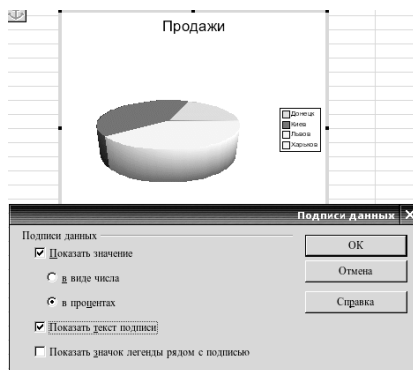 Продажи
Донецк
Киев
Львов
Харьков
Подписи данных
Подписи данных
Показать значение
в виде числа
в процентах
Показать текст подписи
Показать значок легенды рядом с подписью
OK
Отмена
Справка